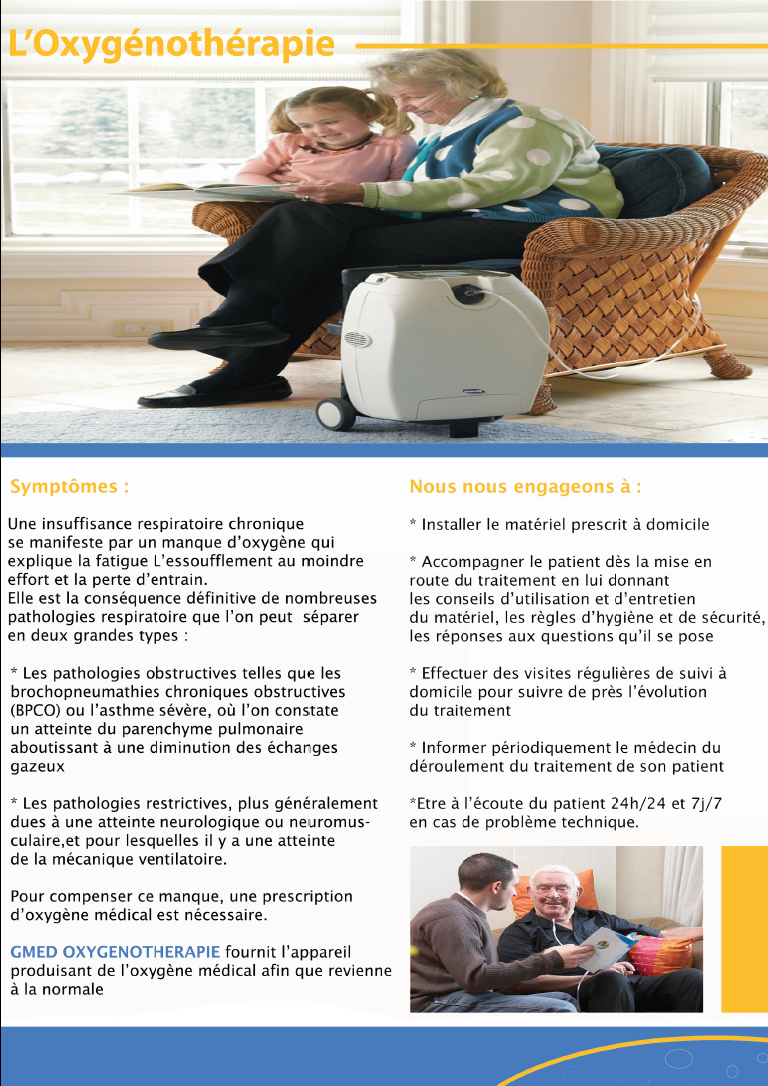 L'Oxygénothérapie
Symptômes :
Une insuffisance respiratoire chronique
se manifeste par un manque d'oxygène qui
explique la fatigue L'essoufflement au moindre
effort et la perte d'entrain.
Elle est la conséquence définitive de nombreuses
pathologies respiratoire que l'on peut  séparer
en deux grandes types :
* Les pathologies obstructives telles que les
brochopneumathies chroniques obstructives
(BPCO) ou l'asthme sévère, où l'on constate
un atteinte du parenchyme pulmonaire
aboutissant à une diminution des échanges
gazeux
* Les pathologies restrictives, plus généralement
dues à une atteinte neurologique ou neuromus-
culaire,et pour lesquelles il y a une atteinte
de la mécanique ventilatoire.
Pour compenser ce manque, une prescription
d'oxygène médical est nécessaire.
GMED OXYGENOTHERAPIE fournit l'appareil
produisant de l'oxygène médical afin que revienne
à la normale
Nous nous engageons à :
* Installer le matériel prescrit à domicile
* Accompagner le patient dès la mise en
route du traitement en lui donnant
les conseils d'utilisation et d'entretien
du matériel, les règles d'hygiène et de sécurité,
les réponses aux questions qu'il se pose
* Effectuer des visites régulières de suivi à
domicile pour suivre de près l'évolution
du traitement
* Informer périodiquement le médecin du
déroulement du traitement de son patient
*Etre à l'écoute du patient 24h/24 et 7j/7
en cas de problème technique.